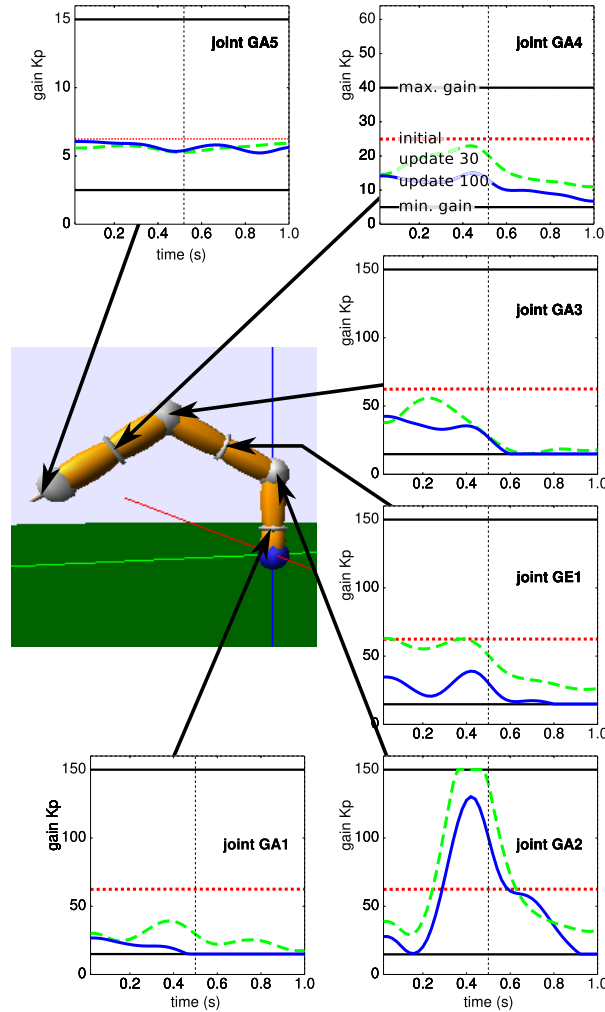 15
10
5
0
gain Kp
joint GA5
0.2 0.4 0.6 0.8 1.0
time (s)
60
50
40
30
20
10
0
gain Kp
joint GA4
max. gain
initial
update 30
update 100
min. gain
0.2 0.4 0.6 0.8 1.0
150
100
50
0
gain Kp
joint GA3
0.2 0.4 0.6 0.8 1.0
150
100
50
0
gain Kp
joint GE1
0.2 0.4 0.6 0.8 1.0
150
100
50
0
gain Kp
joint GA1
0.2 0.4 0.6 0.8 1.0
time (s)
150
100
50
0
gain Kp
joint GA2
0.2 0.4 0.6 0.8 1.0
time (s)